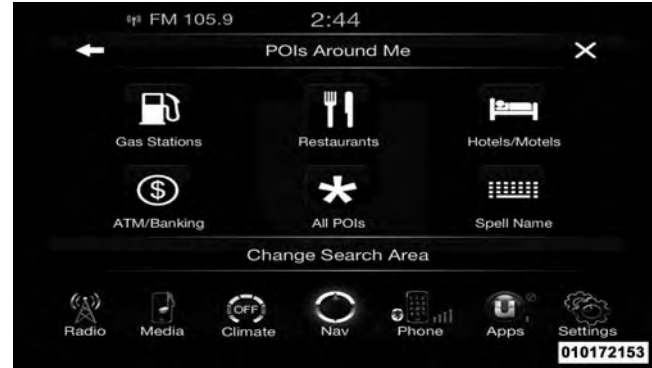 FM 105.9 2:44
POIs Around Me
Gas Stations Restaurants Hotels/Motels
ATM/Banking All POIs Spell Name
Change Search Area
OFF
Radio Media Climate Nav Phone Apps Settings
010172153